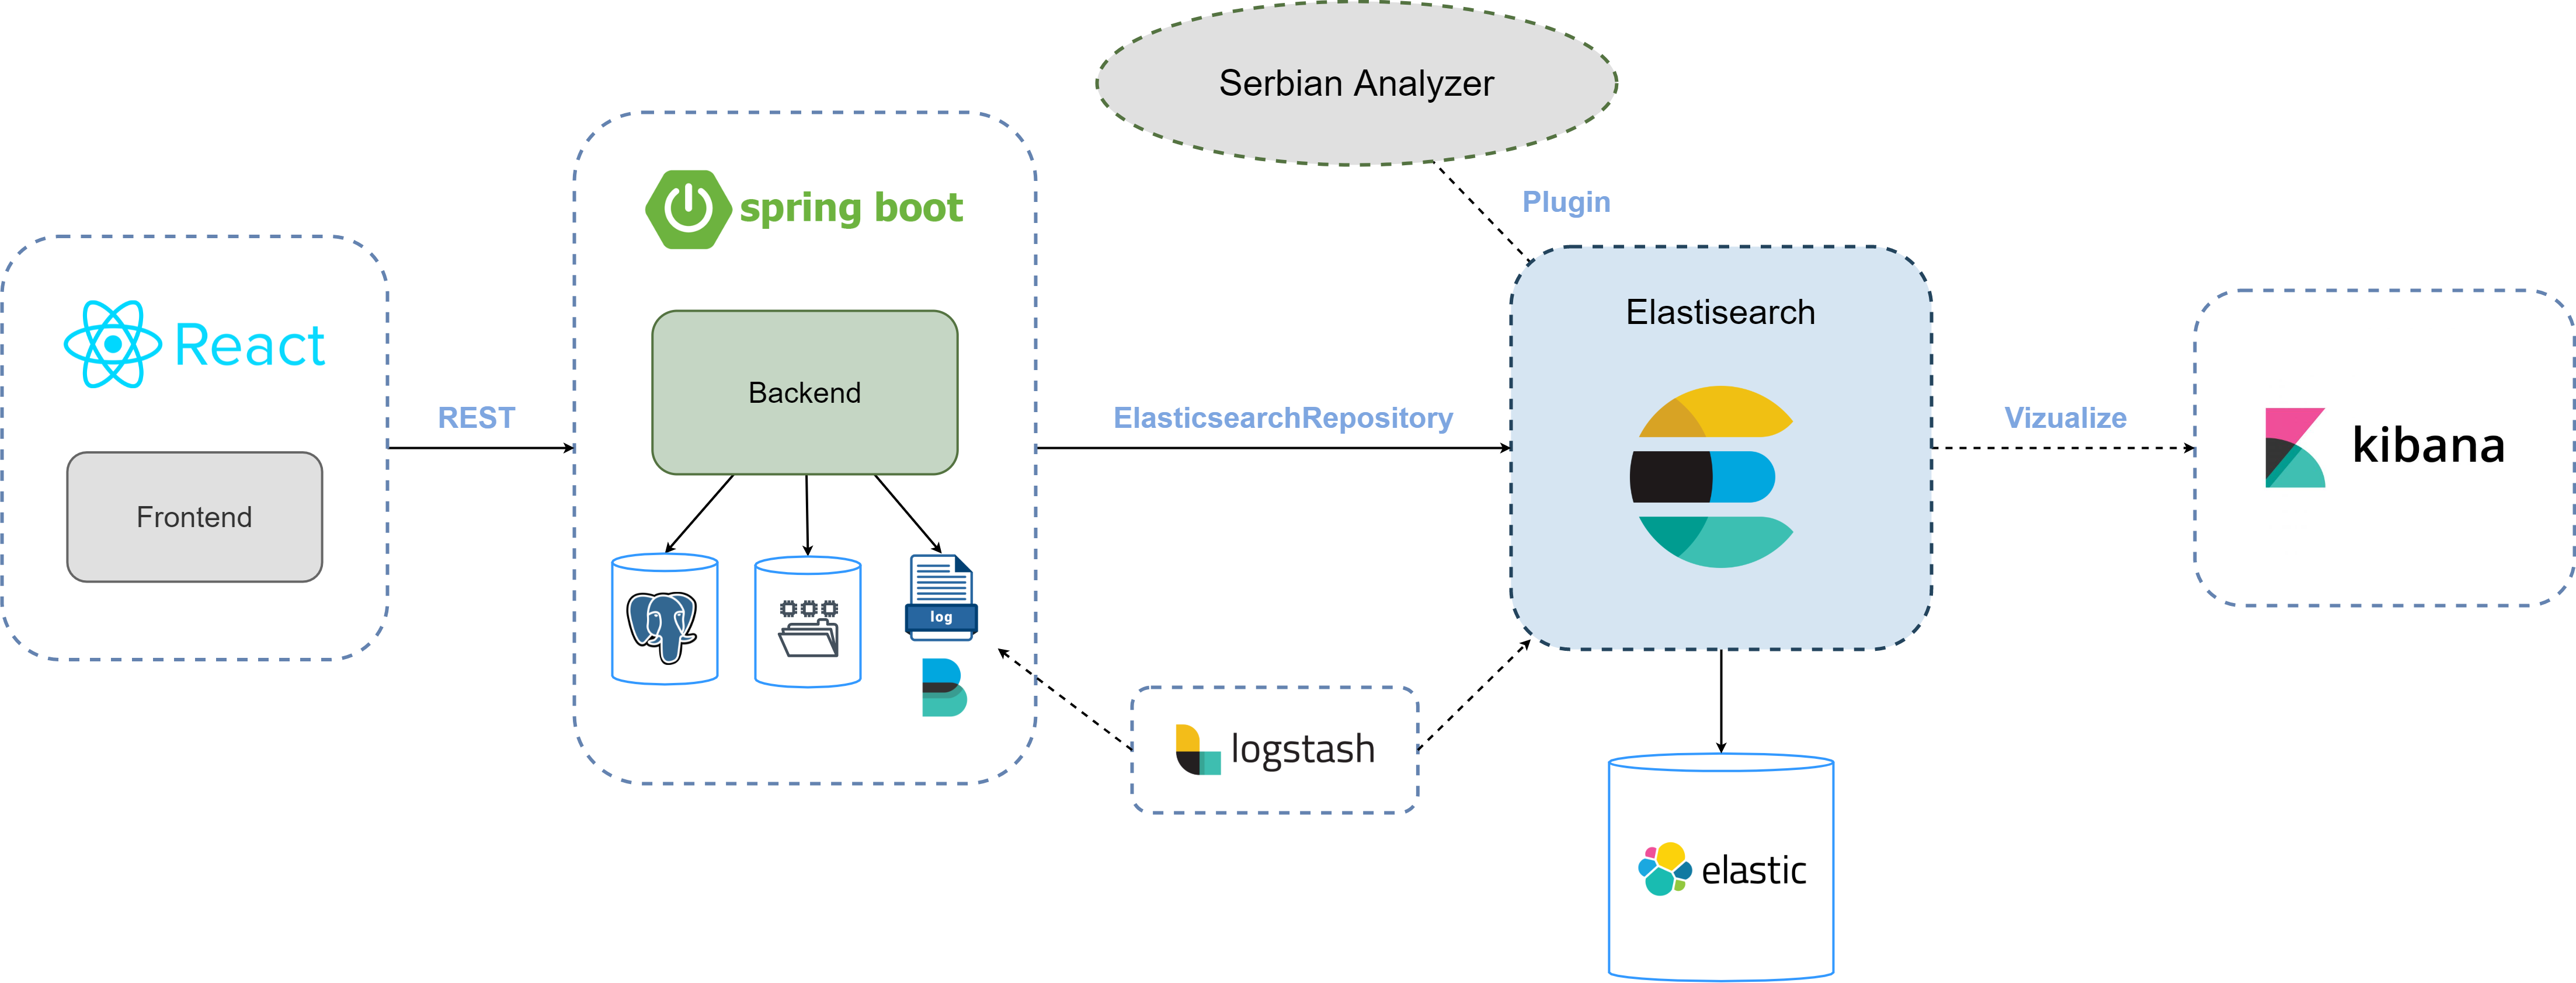 Serbian Analyzer
Plugin
spring boot
React
Frontend
REST
Backend
log
ElasticsearchRepository
Elastisearch
Vizualize
kibana
logstash
elastic